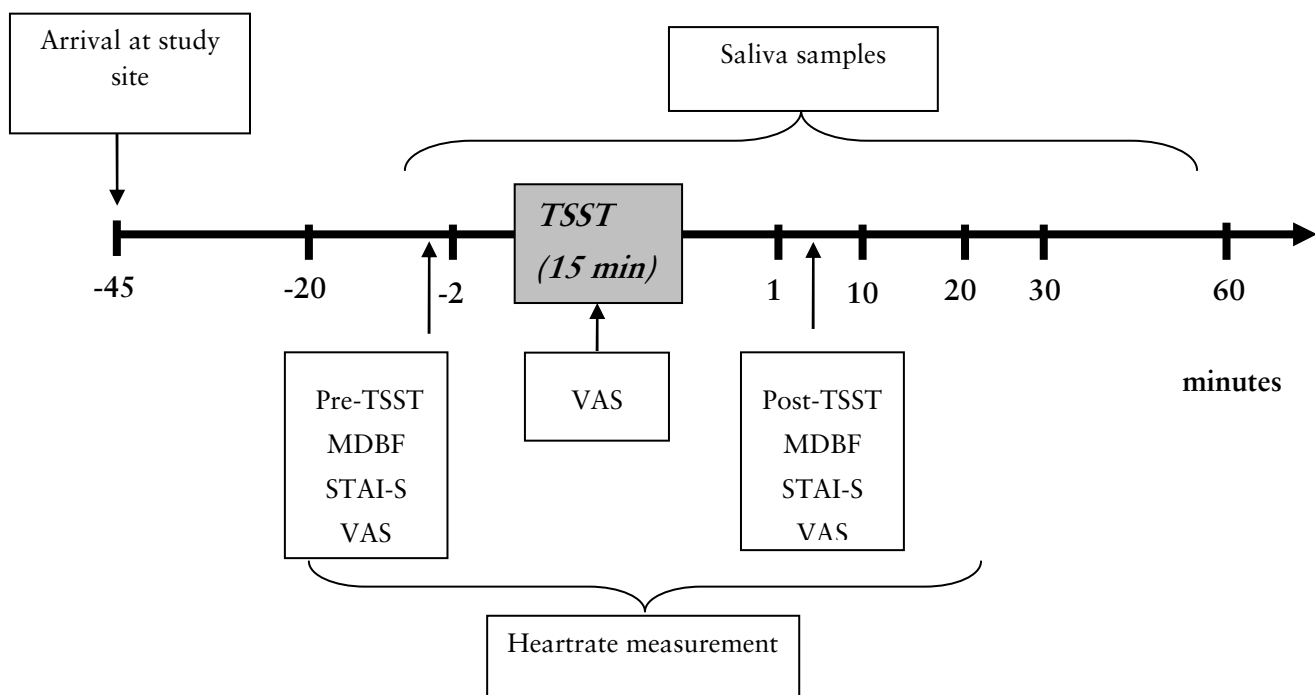 Arrival at study
site
Saliva samples
TSST
(15 min)
-45
-20
-2
1
10
20
30
60
minutes
Pre-TSST
MDBF
STAI-S
VAS
VAS
Post-TSST
MDBF
STAI-S
VAS
Heartrate measurement